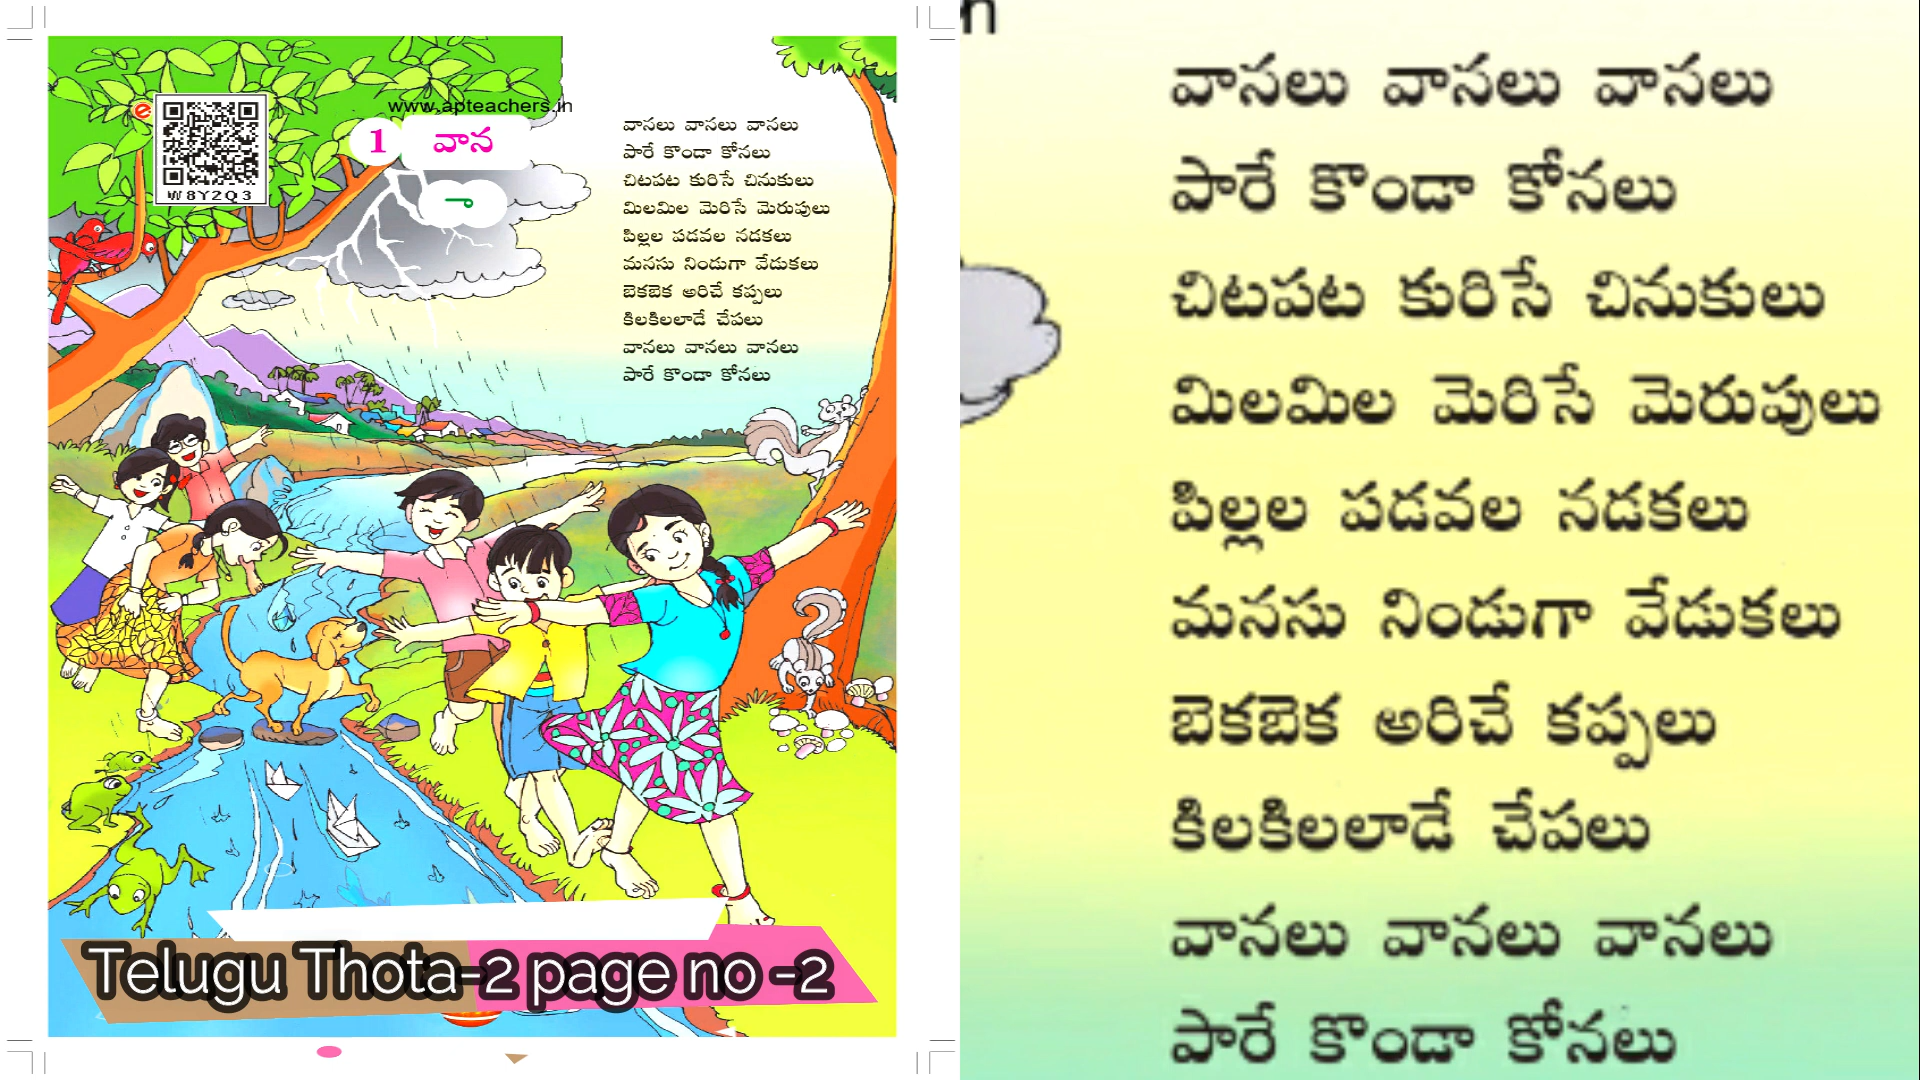 www.apteachers.in
e
W8Y2Q3
1 వాన
ా
వానలు వానలు వానలు
పారే కొండా కోనలు
చిటపట కురిసే చినుకులు
మిలమిల మెరిసే మెరుపులు
పిల్లల పడవల నడకలు
మనసు నిండుగా వేడుకలు
బెకబెక అరిచే కప్పలు
కిలకిలలాడే చేపలు
వానలు వానలు వానలు
పారే కొండా కోనలు
Telugu Thota-2 page no -2
n
వానలు వానలు వానలు
పారే కొండా కోనలు
చిటపట కురిసే చినుకులు
మిలమిల మెరిసే మెరుపులు
పిల్లల పడవల నడకలు
మనసు నిండుగా వేడుకలు
బెకబెక అరిచే కప్పలు
కిలకిలలాడే చేపలు
వానలు వానలు వానలు
పారే కొండా కోనలు